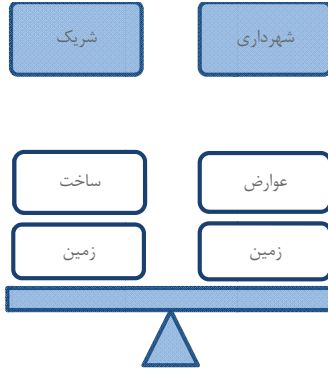 شهرداری
شریک
عوارض
ساخت
زمین
زمین